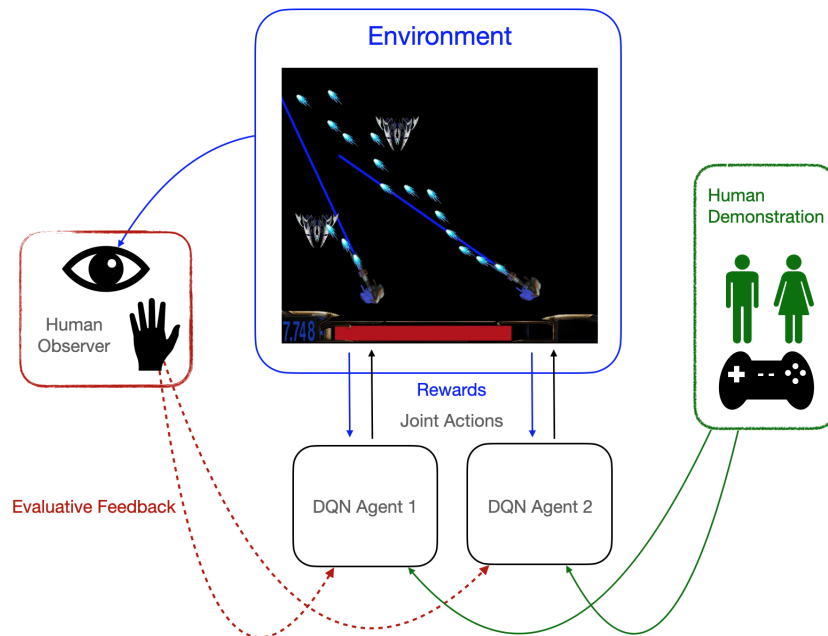 Environment
7.748
Human
Demonstration
Human
Observer
Rewards
Joint Actions
DQN Agent 1
DQN Agent 2
Evaluative Feedback